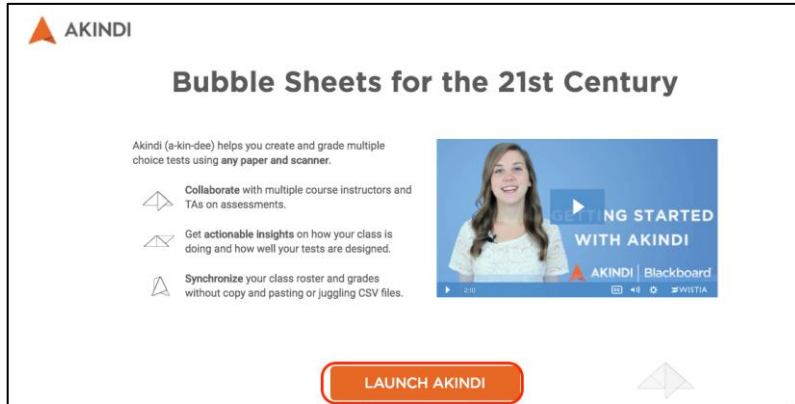 AKINDI
Bubble Sheets for the 21st Century
Akindi (a-kin-dee) helps you create and grade multiple
choice tests using any paper and scanner.
Collaborate with multiple course instructors and
TAs on assessments.
Get actionable insights on how your class is
doing and how well your tests are designed.
Synchronize your class roster and grades
without copy and pasting or juggling CSV files.
GETTING STARTED
WITH AKINDI
AKINDI | Blackboard
2:10
CC
WISTIA
LAUNCH AKINDI